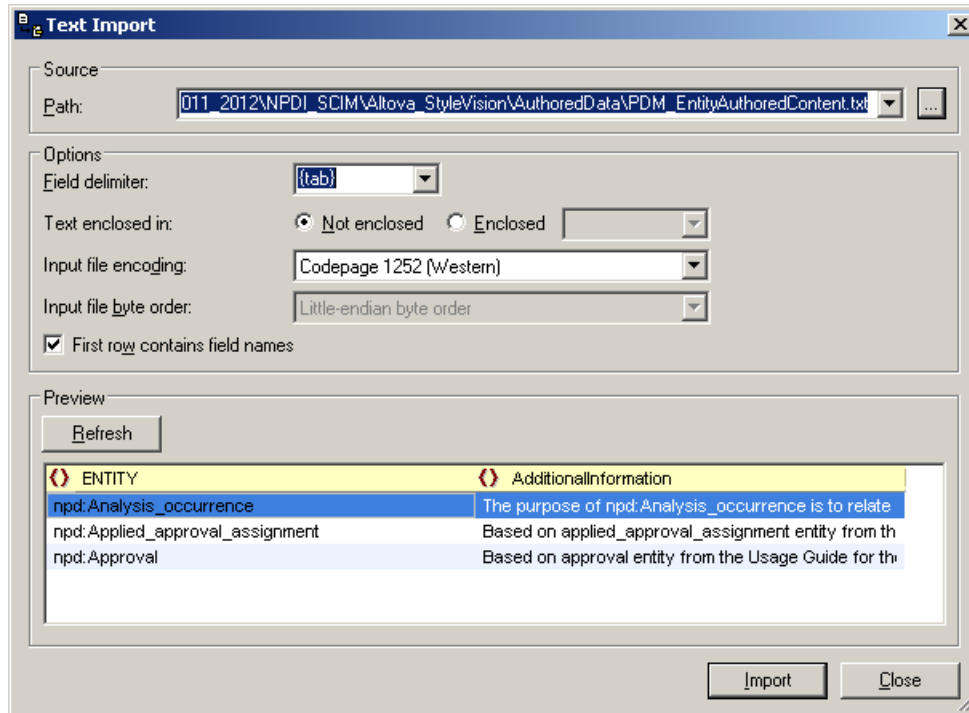 Text Import
Source
Path: 011_2012\NPDI_SCIM\Altova_StyleVision\AuthoredData\PDM_EntityAuthoredContent.txt ...
Options
Field delimiter: {tab}
Text enclosed in: Not enclosed Enclosed
Input file encoding: Codepage 1252 (Western)
Input file byte order: Little-endian byte order
First row contains field names
Preview
Refresh
ENTITY AdditionalInformation
npd:Analysis_occurrence The purpose of npd:Analysis_occurrence is to relate
npd:Applied_approval_assignment Based on applied_approval_assignment entity from th
npd:Approval Based on approval entity from the Usage Guide for the
Import Close